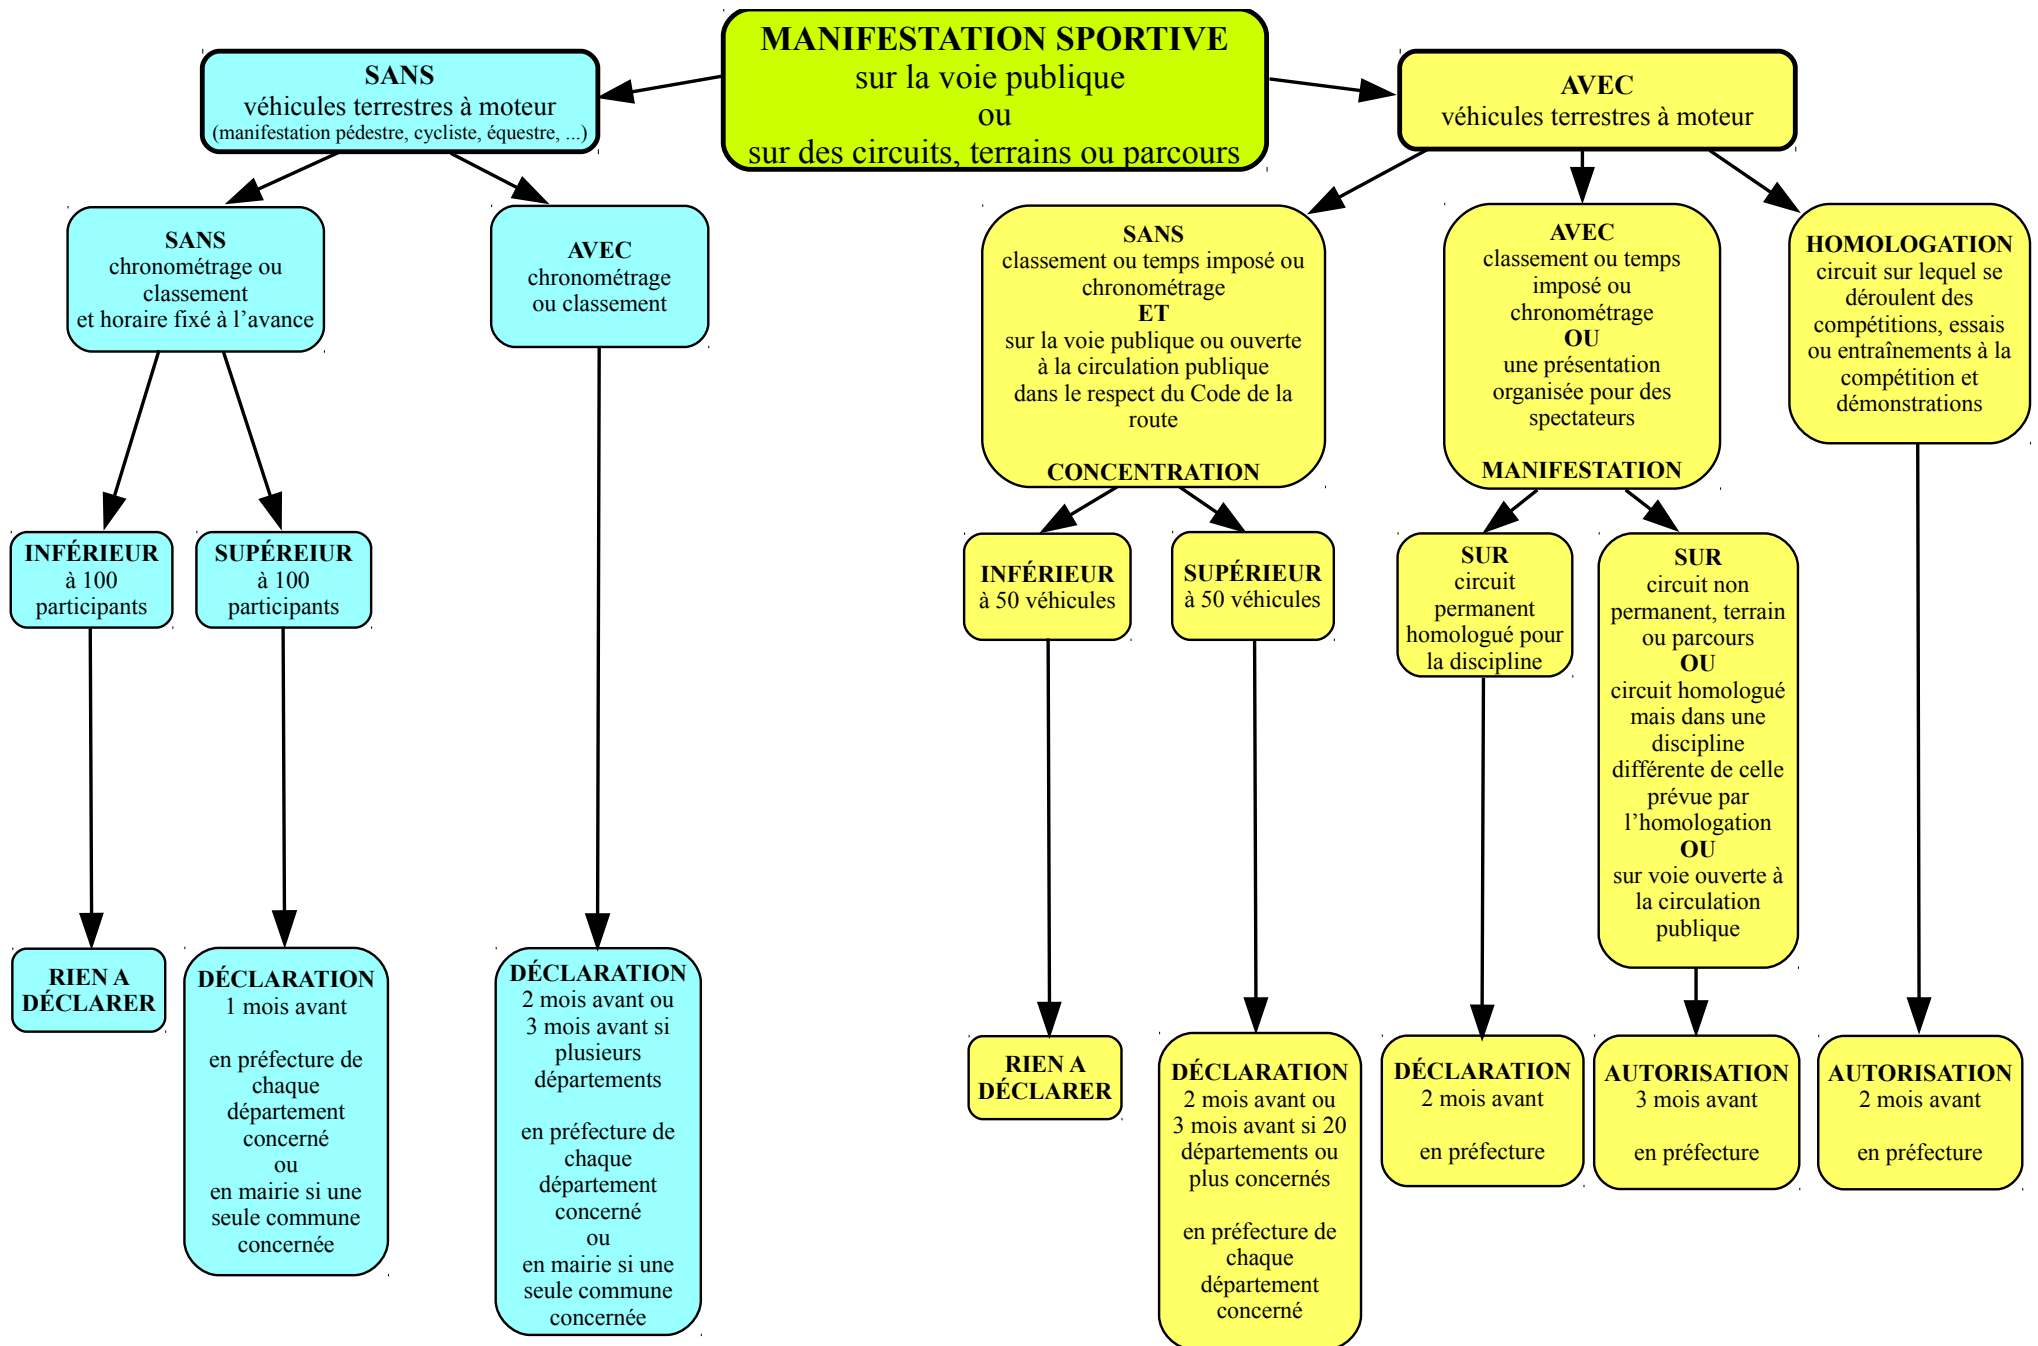 MANIFESTATION SPORTIVE
sur la voie publique
ou
sur des circuits, terrains ou parcours
SANS
véhicules terrestres à moteur
(manifestation pédestre, cycliste, équestre, ...)
AVEC
véhicules terrestres à moteur
SANS
chronométrage ou
classement
et horaire fixé à l’avance
AVEC
chronométrage
ou classement
SANS
classement ou temps imposé ou
chronométrage
ET
sur la voie publique ou ouverte
à la circulation publique
dans le respect du Code de la
route
CONCENTRATION
AVEC
classement ou temps
imposé ou
chronométrage
OU
une présentation
organisée pour des
spectateurs
MANIFESTATION
HOMOLOGATION
circuit sur lequel se
déroulent des
compétitions, essais
ou entraînements à la
compétition et
démonstrations
INFÉRIEUR
à 100
participants
SUPÉREIUR
à 100
participants
INFÉRIEUR
à 50 véhicules
SUPÉRIEUR
à 50 véhicules
SUR
circuit
permanent
homologué pour
la discipline
SUR
circuit non
permanent, terrain
ou parcours
OU
circuit homologué
mais dans une
discipline
différente de celle
prévue par
l’homologation
OU
sur voie ouverte à
la circulation
publique
RIEN A
DÉCLARER
DÉCLARATION
1 mois avant
en préfecture de
chaque
département
concerné
ou
en mairie si une
seule commune
concernée
DÉCLARATION
2 mois avant ou
3 mois avant si
plusieurs
départements
en préfecture de
chaque
département
concerné
ou
en mairie si une
seule commune
concernée
RIEN A
DÉCLARER
DÉCLARATION
2 mois avant ou
3 mois avant si 20
départements ou
plus concernés
en préfecture de
chaque
département
concerné
DÉCLARATION
2 mois avant
en préfecture
AUTORISATION
3 mois avant
en préfecture
AUTORISATION
2 mois avant
en préfecture